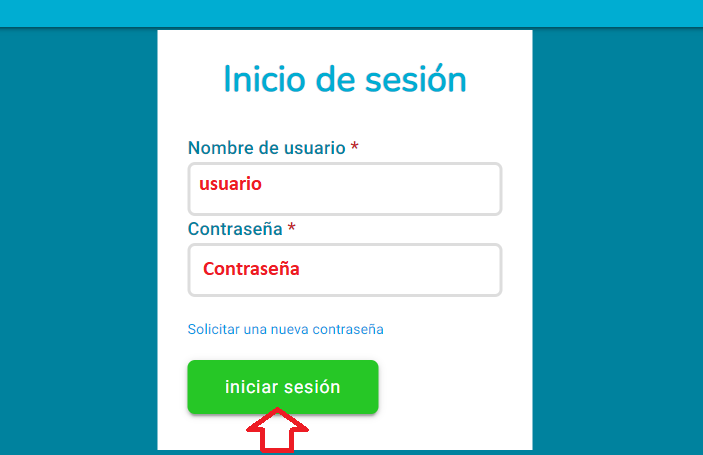 Inicio de sesión
Nombre de usuario *
usuario
Contraseña *
Contraseña
Solicitar una nueva contraseña
iniciar sesión